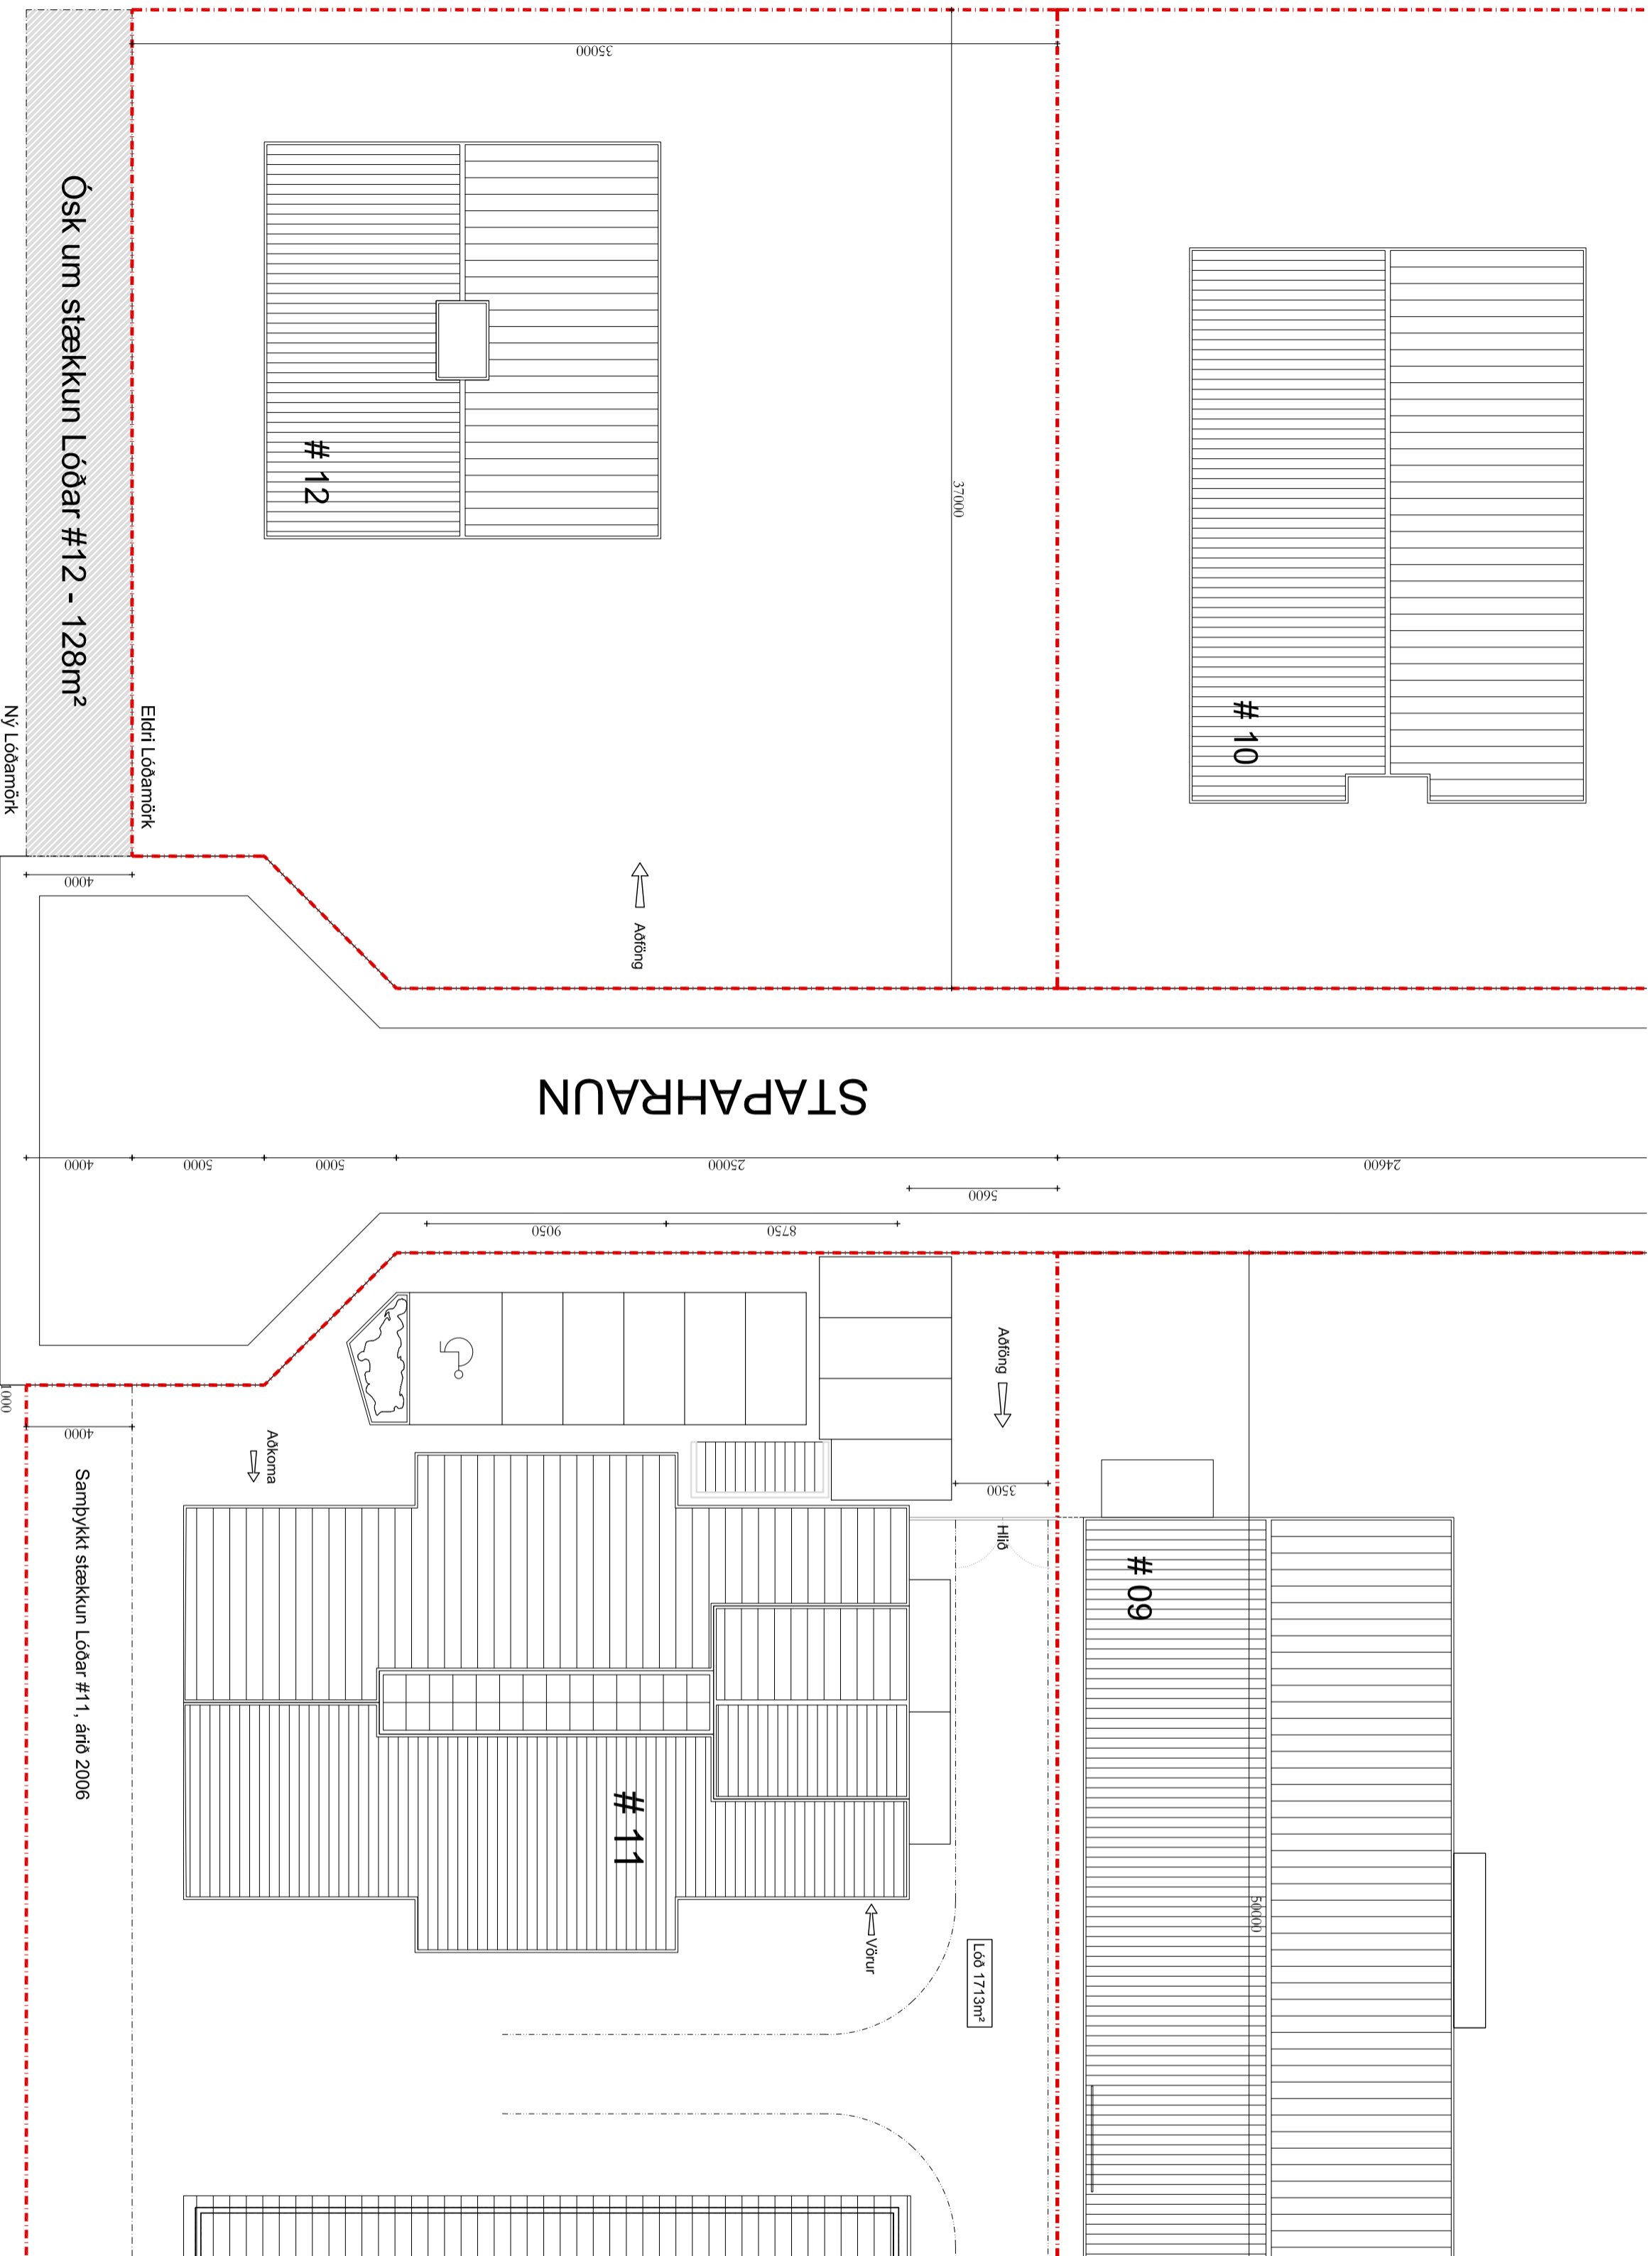 35000
37000
# 12
# 10
Ósk um stækkun Lóðar #12 - 128m²
Eldri Lóðamörk
Ný Lóðamörk
4000
Aðföng
STAPAHRAUN
4000
5000
5000
25000
24600
5600
9050
8750
Aðföng
3500
Hlið
1000
4000
Aðkoma
Samþykkt stækkun Lóðar #11, árið 2006
# 09
# 11
50000
Vörur
Lóð 1713m²